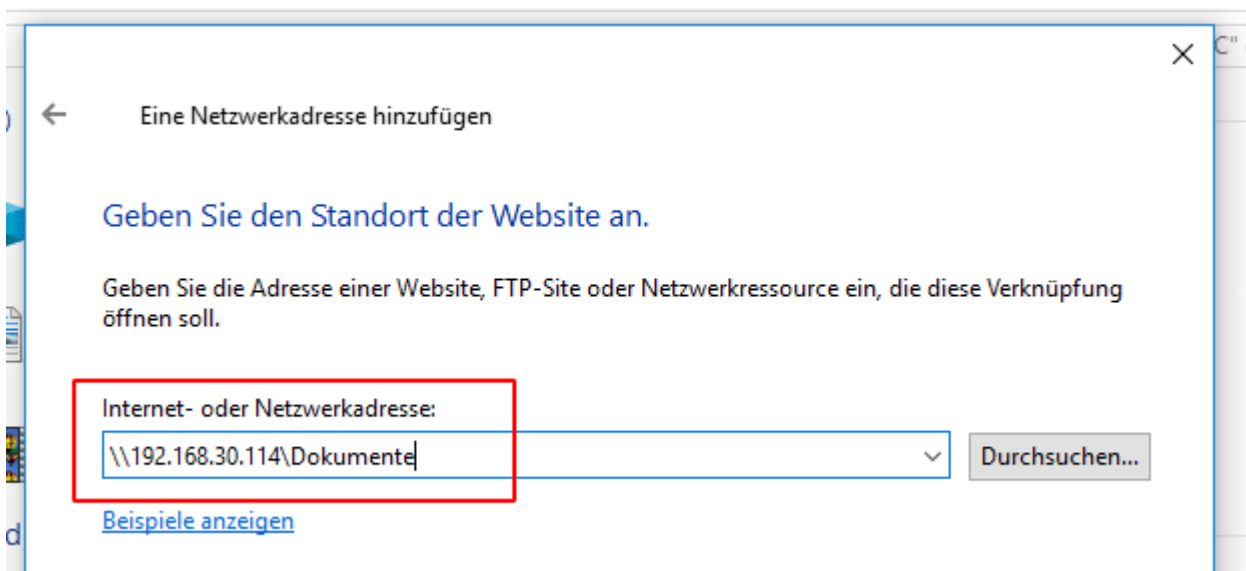 C"
)
Eine Netzwerkadresse hinzufügen
Geben Sie den Standort der Website an.
Geben Sie die Adresse einer Website, FTP-Site oder Netzwerkressource ein, die diese Verknüpfung
öffnen soll.
Internet- oder Netzwerkadresse:
\\192.168.30.114\Dokumente
Durchsuchen...
Beispiele anzeigen
d